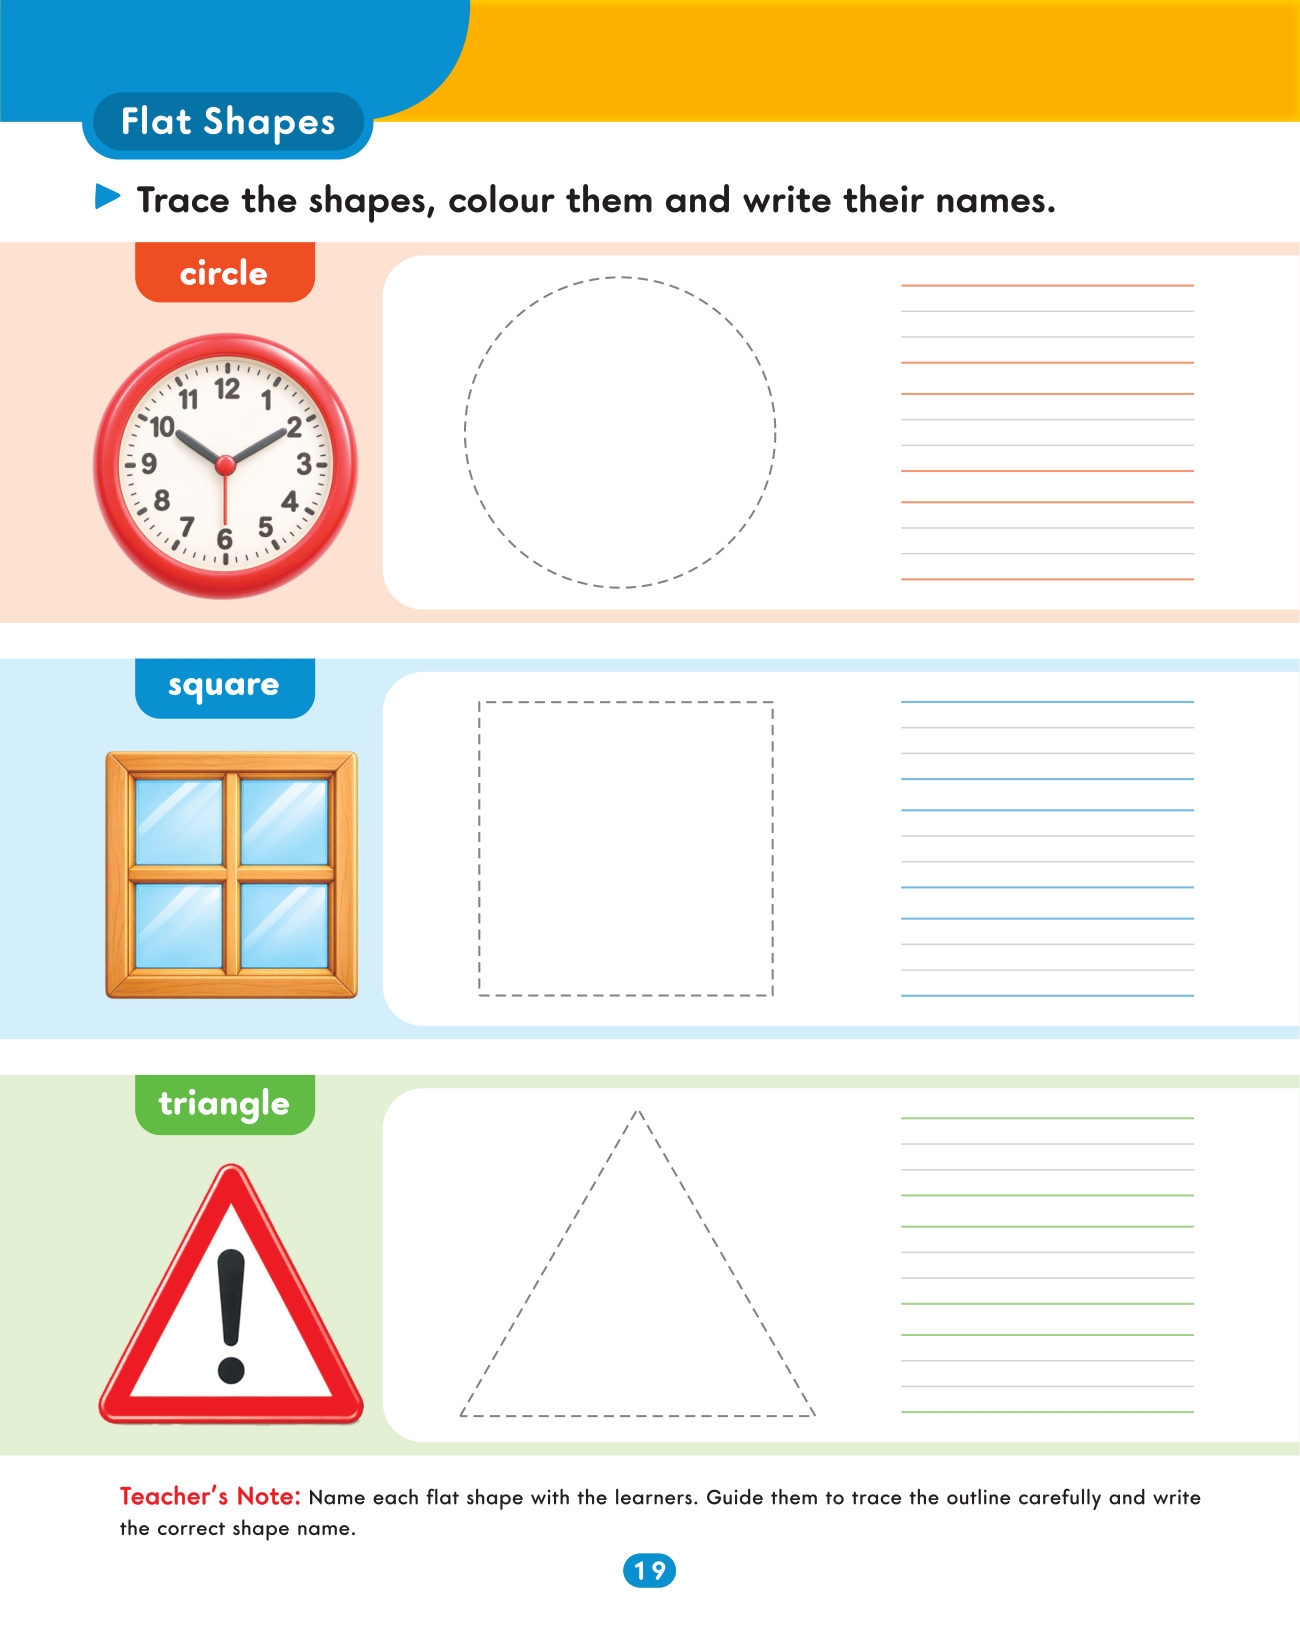 Flat Shapes
Trace the shapes, colour them and write their names.
circle
12
11
1
10
2
9
3
8
4
7
5
6
square
triangle
!
Teacher's Note: Name each flat shape with the learners. Guide them to trace the outline carefully and write
the correct shape name.
19